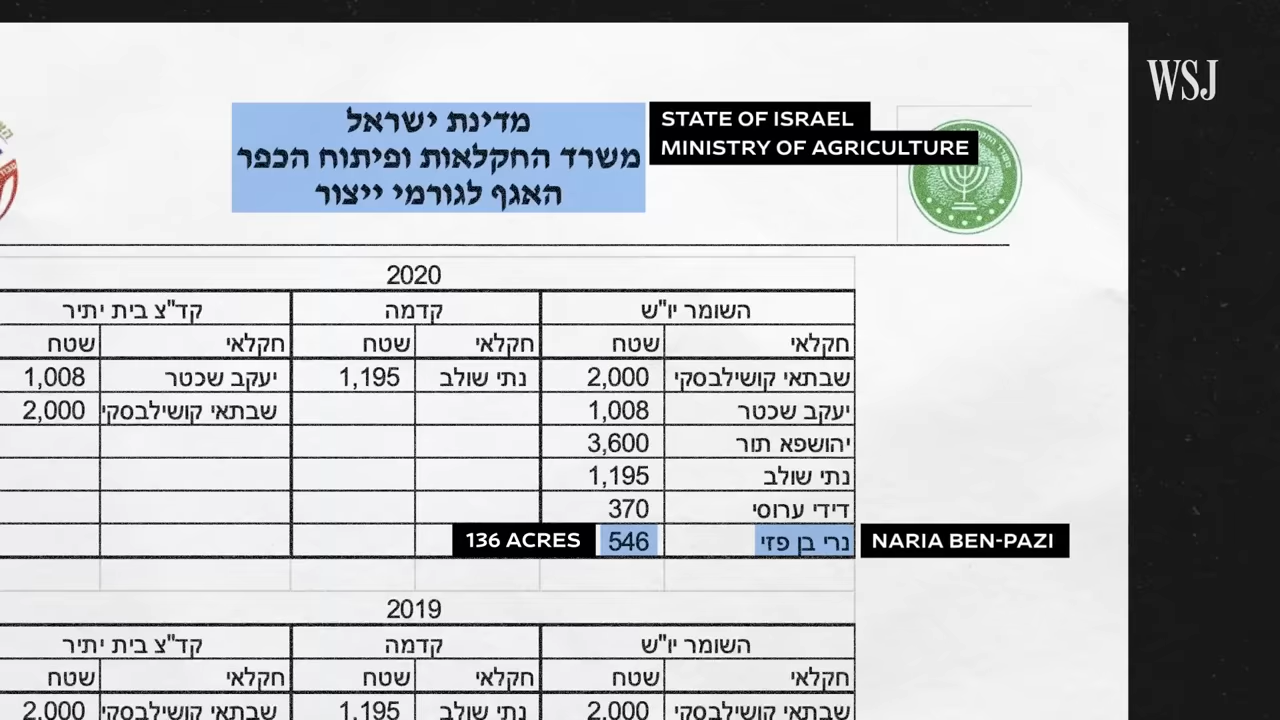 WSJ
מדינת ישראל
משרד החקלאות ופיתוח הכפר
האגף לגורמי ייצור
STATE OF ISRAEL
MINISTRY OF AGRICULTURE
2020
השומר יו"ש קדמה קד"צ בית יתיר
חקלאי שטח חקלאי שטח חקלאי שטח
שבתאי קושילבסקי 2,000 נתי שולב 1,195 יעקב שכטר 1,008
יעקב שכטר 1,008 שבתאי קושילבסקי 2,000
יהושפא תור 3,600
נתי שולב 1,195
דידי ערוסי 370
נרי בן פזי 546
136 ACRES
NARIA BEN-PAZI
2019
השומר יו"ש קדמה קד"צ בית יתיר
חקלאי שטח חקלאי שטח חקלאי שטח
שבתאי קושילבסקי 2,000 נתי שולב 1,195 שבתאי קושילבסקי 2,000